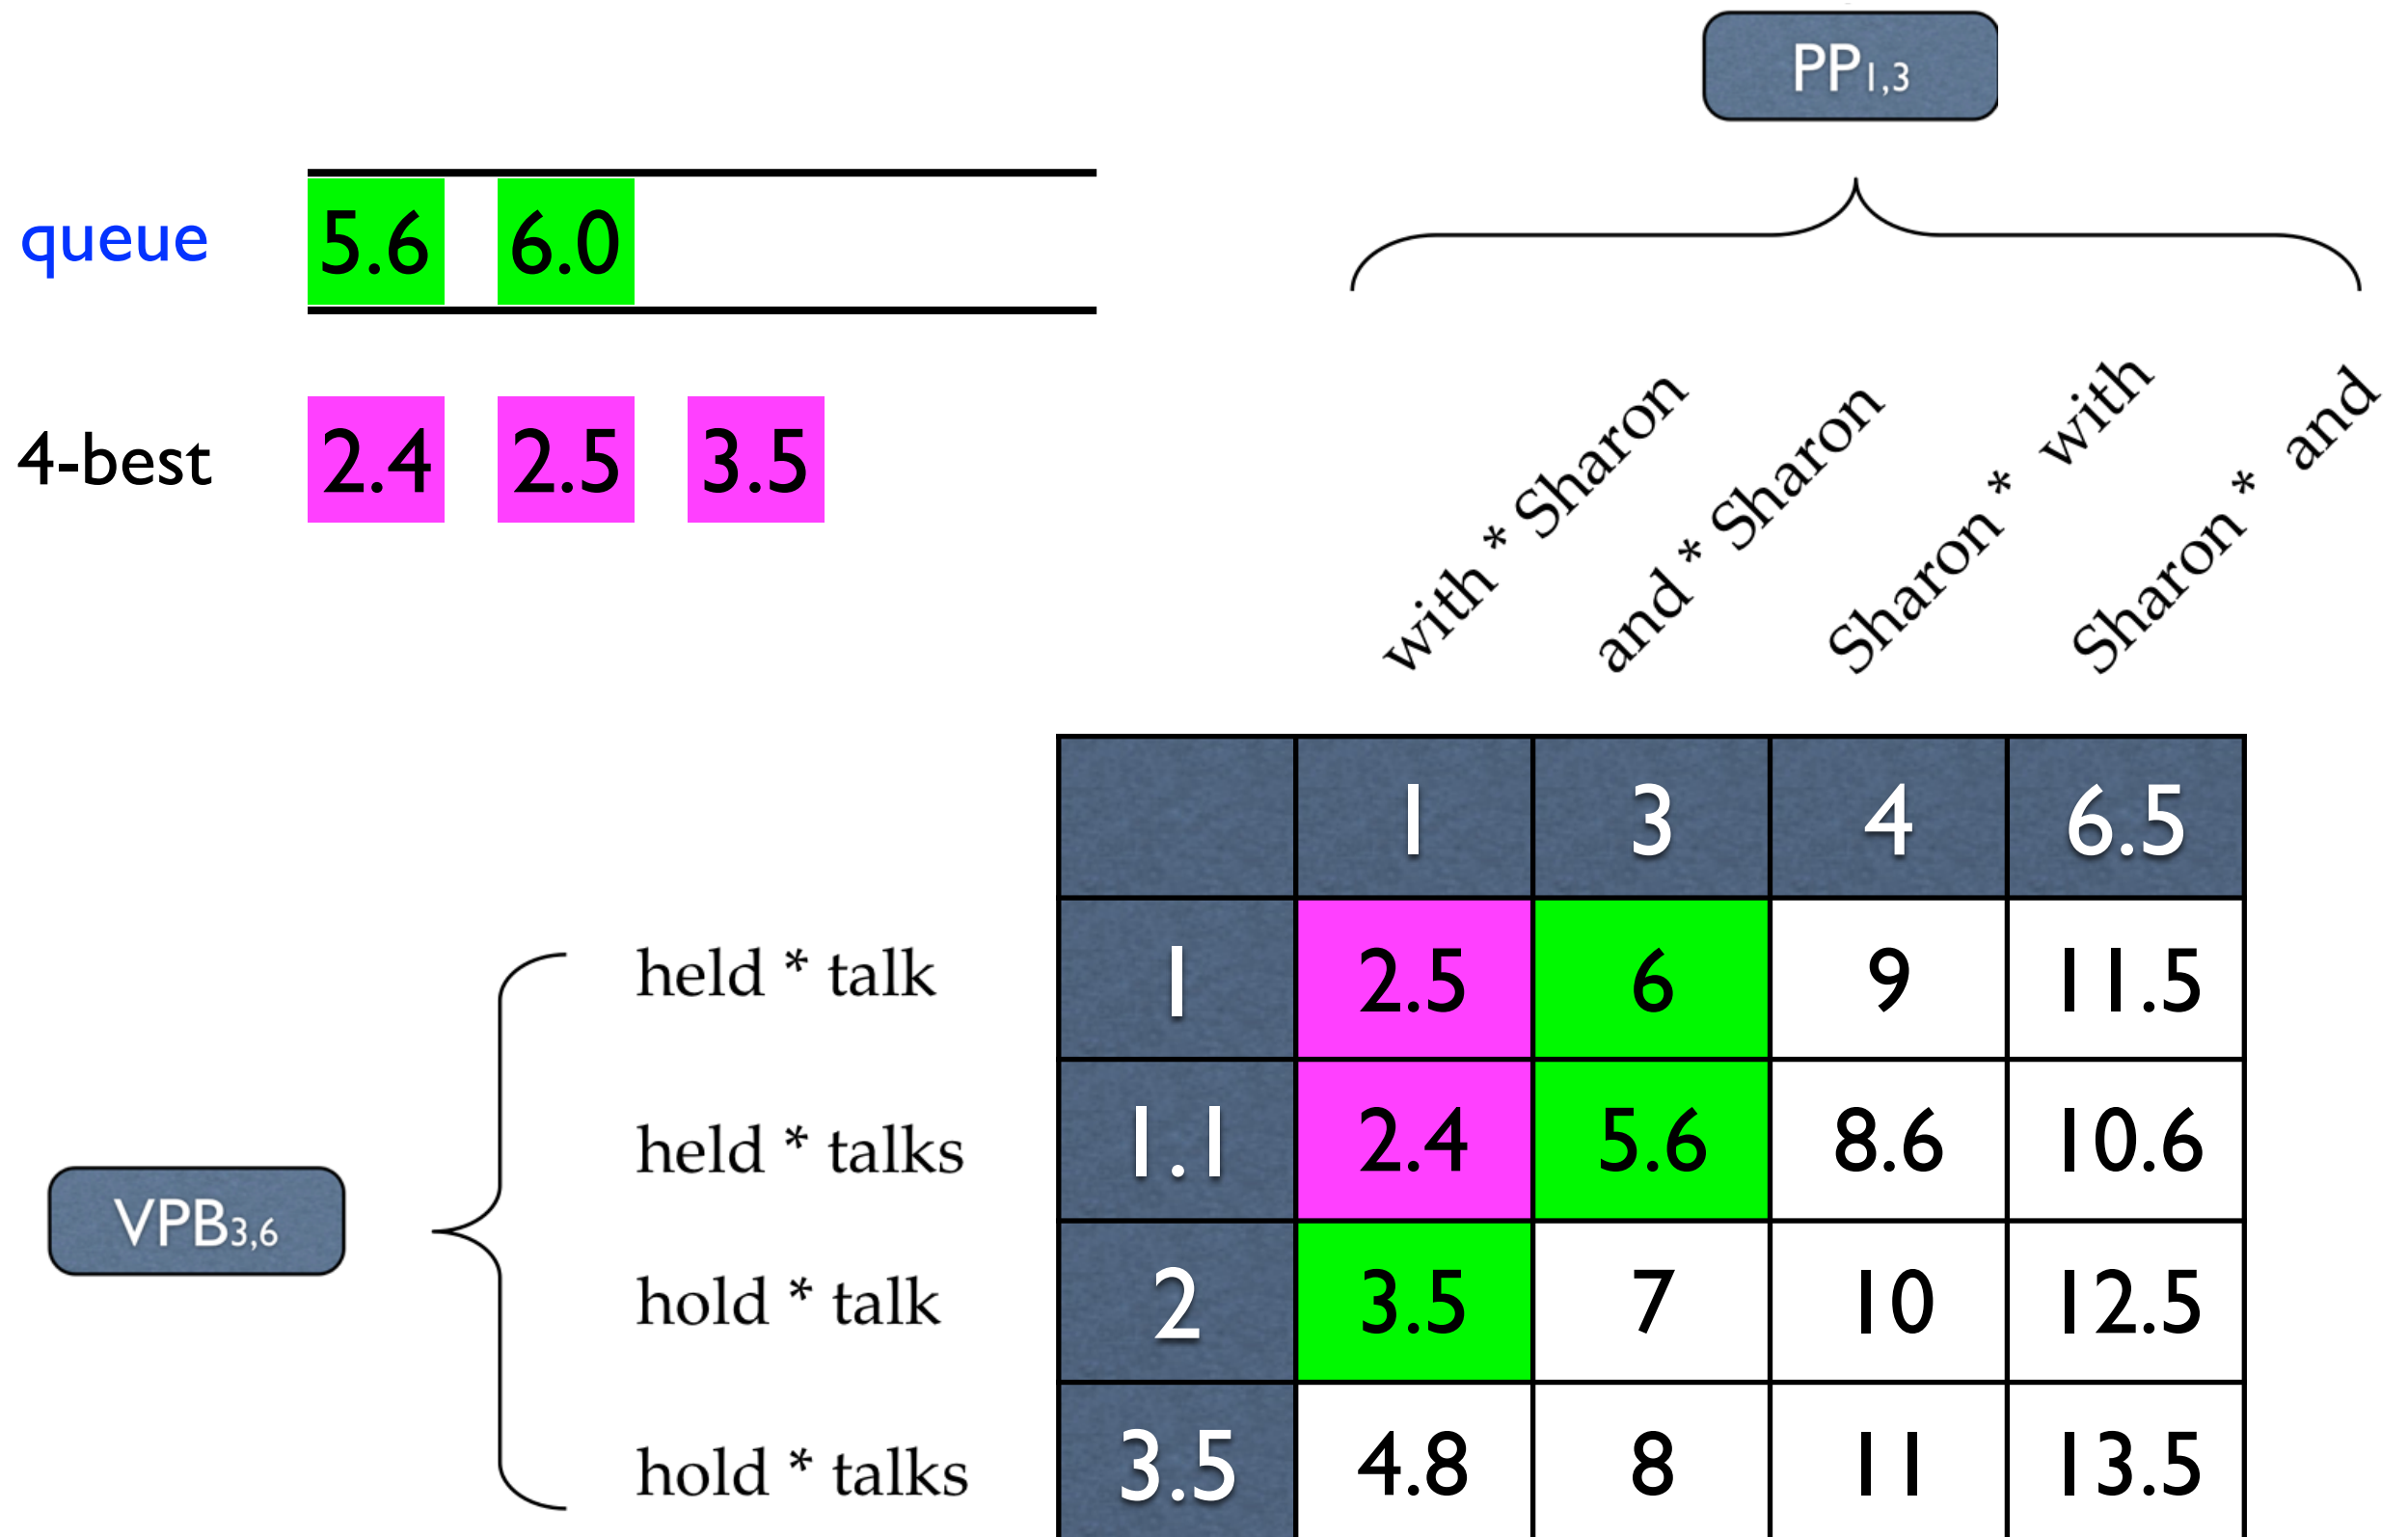 PP1,3
queue 5.6 6.0
4-best 2.4 2.5 3.5
with * Sharon
and * Sharon
Sharon * with
Sharon * and
1 3 4 6.5
held * talk 1 2.5 6 9 11.5
held * talks 1.1 2.4 5.6 8.6 10.6
VPB3,6
hold * talk 2 3.5 7 10 12.5
hold * talks 3.5 4.8 8 11 13.5